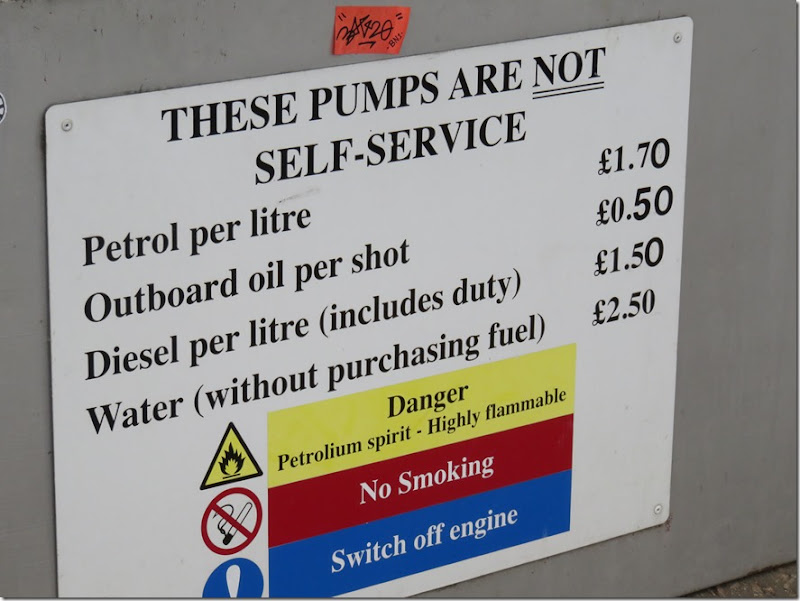 THESE PUMPS ARE NOT
SELF-SERVICE
Petrol per litre £1.70
Outboard oil per shot £0.50
Diesel per litre (includes duty) £1.50
Water (without purchasing fuel) £2.50
Danger
Petrolium spirit - Highly flammable
No Smoking
Switch off engine